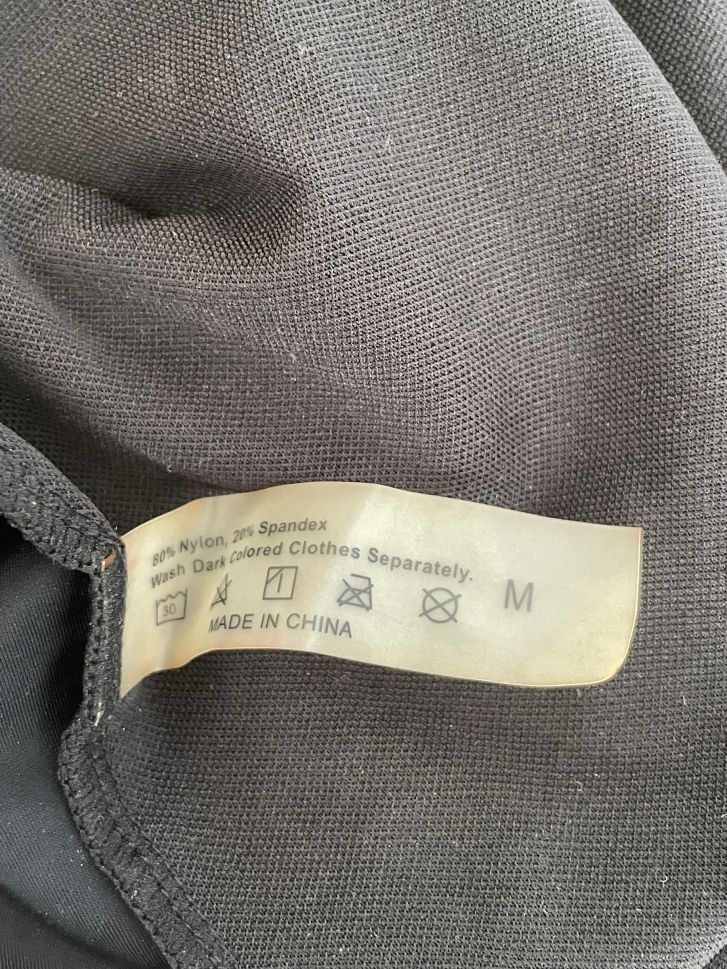 80% Nylon, 20% Spandex
Wash Dark Colored Clothes Separately.
30
M
MADE IN CHINA